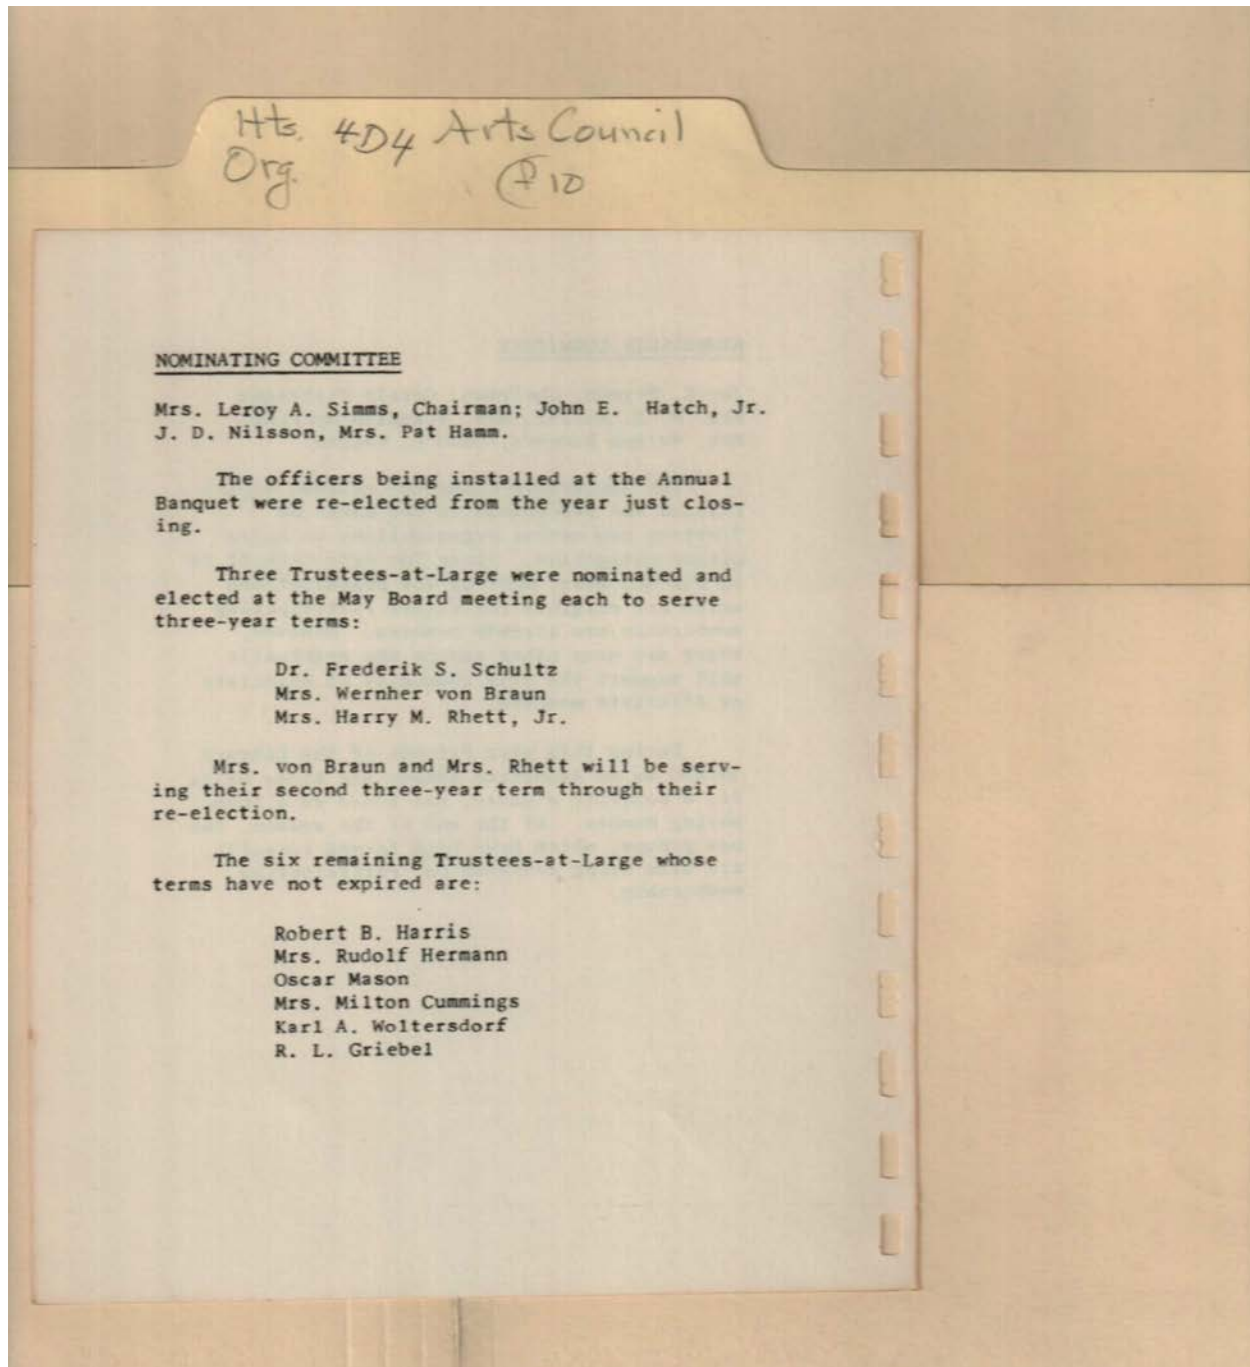 Hts. 4D4 Arts Council
Org. 10
NOMINATING COMMITTEE
Mrs. Leroy A. Simms, Chairman; John E. Hatch, Jr.
J. D. Nilsson, Mrs. Pat Hamm.
The officers being installed at the Annual
Banquet were re-elected from the year just clos-
ing.
Three Trustees-at-Large were nominated and
elected at the May Board meeting each to serve
three-year terms:
Dr. Frederik S. Schultz
Mrs. Wernher von Braun
Mrs. Harry M. Rhett, Jr.
Mrs. von Braun and Mrs. Rhett will be serv-
ing their second three-year term through their
re-election.
The six remaining Trustees-at-Large whose
terms have not expired are:
Robert B. Harris
Mrs. Rudolf Hermann
Oscar Mason
Mrs. Milton Cummings
Karl A. Woltersdorf
R. L. Griebel